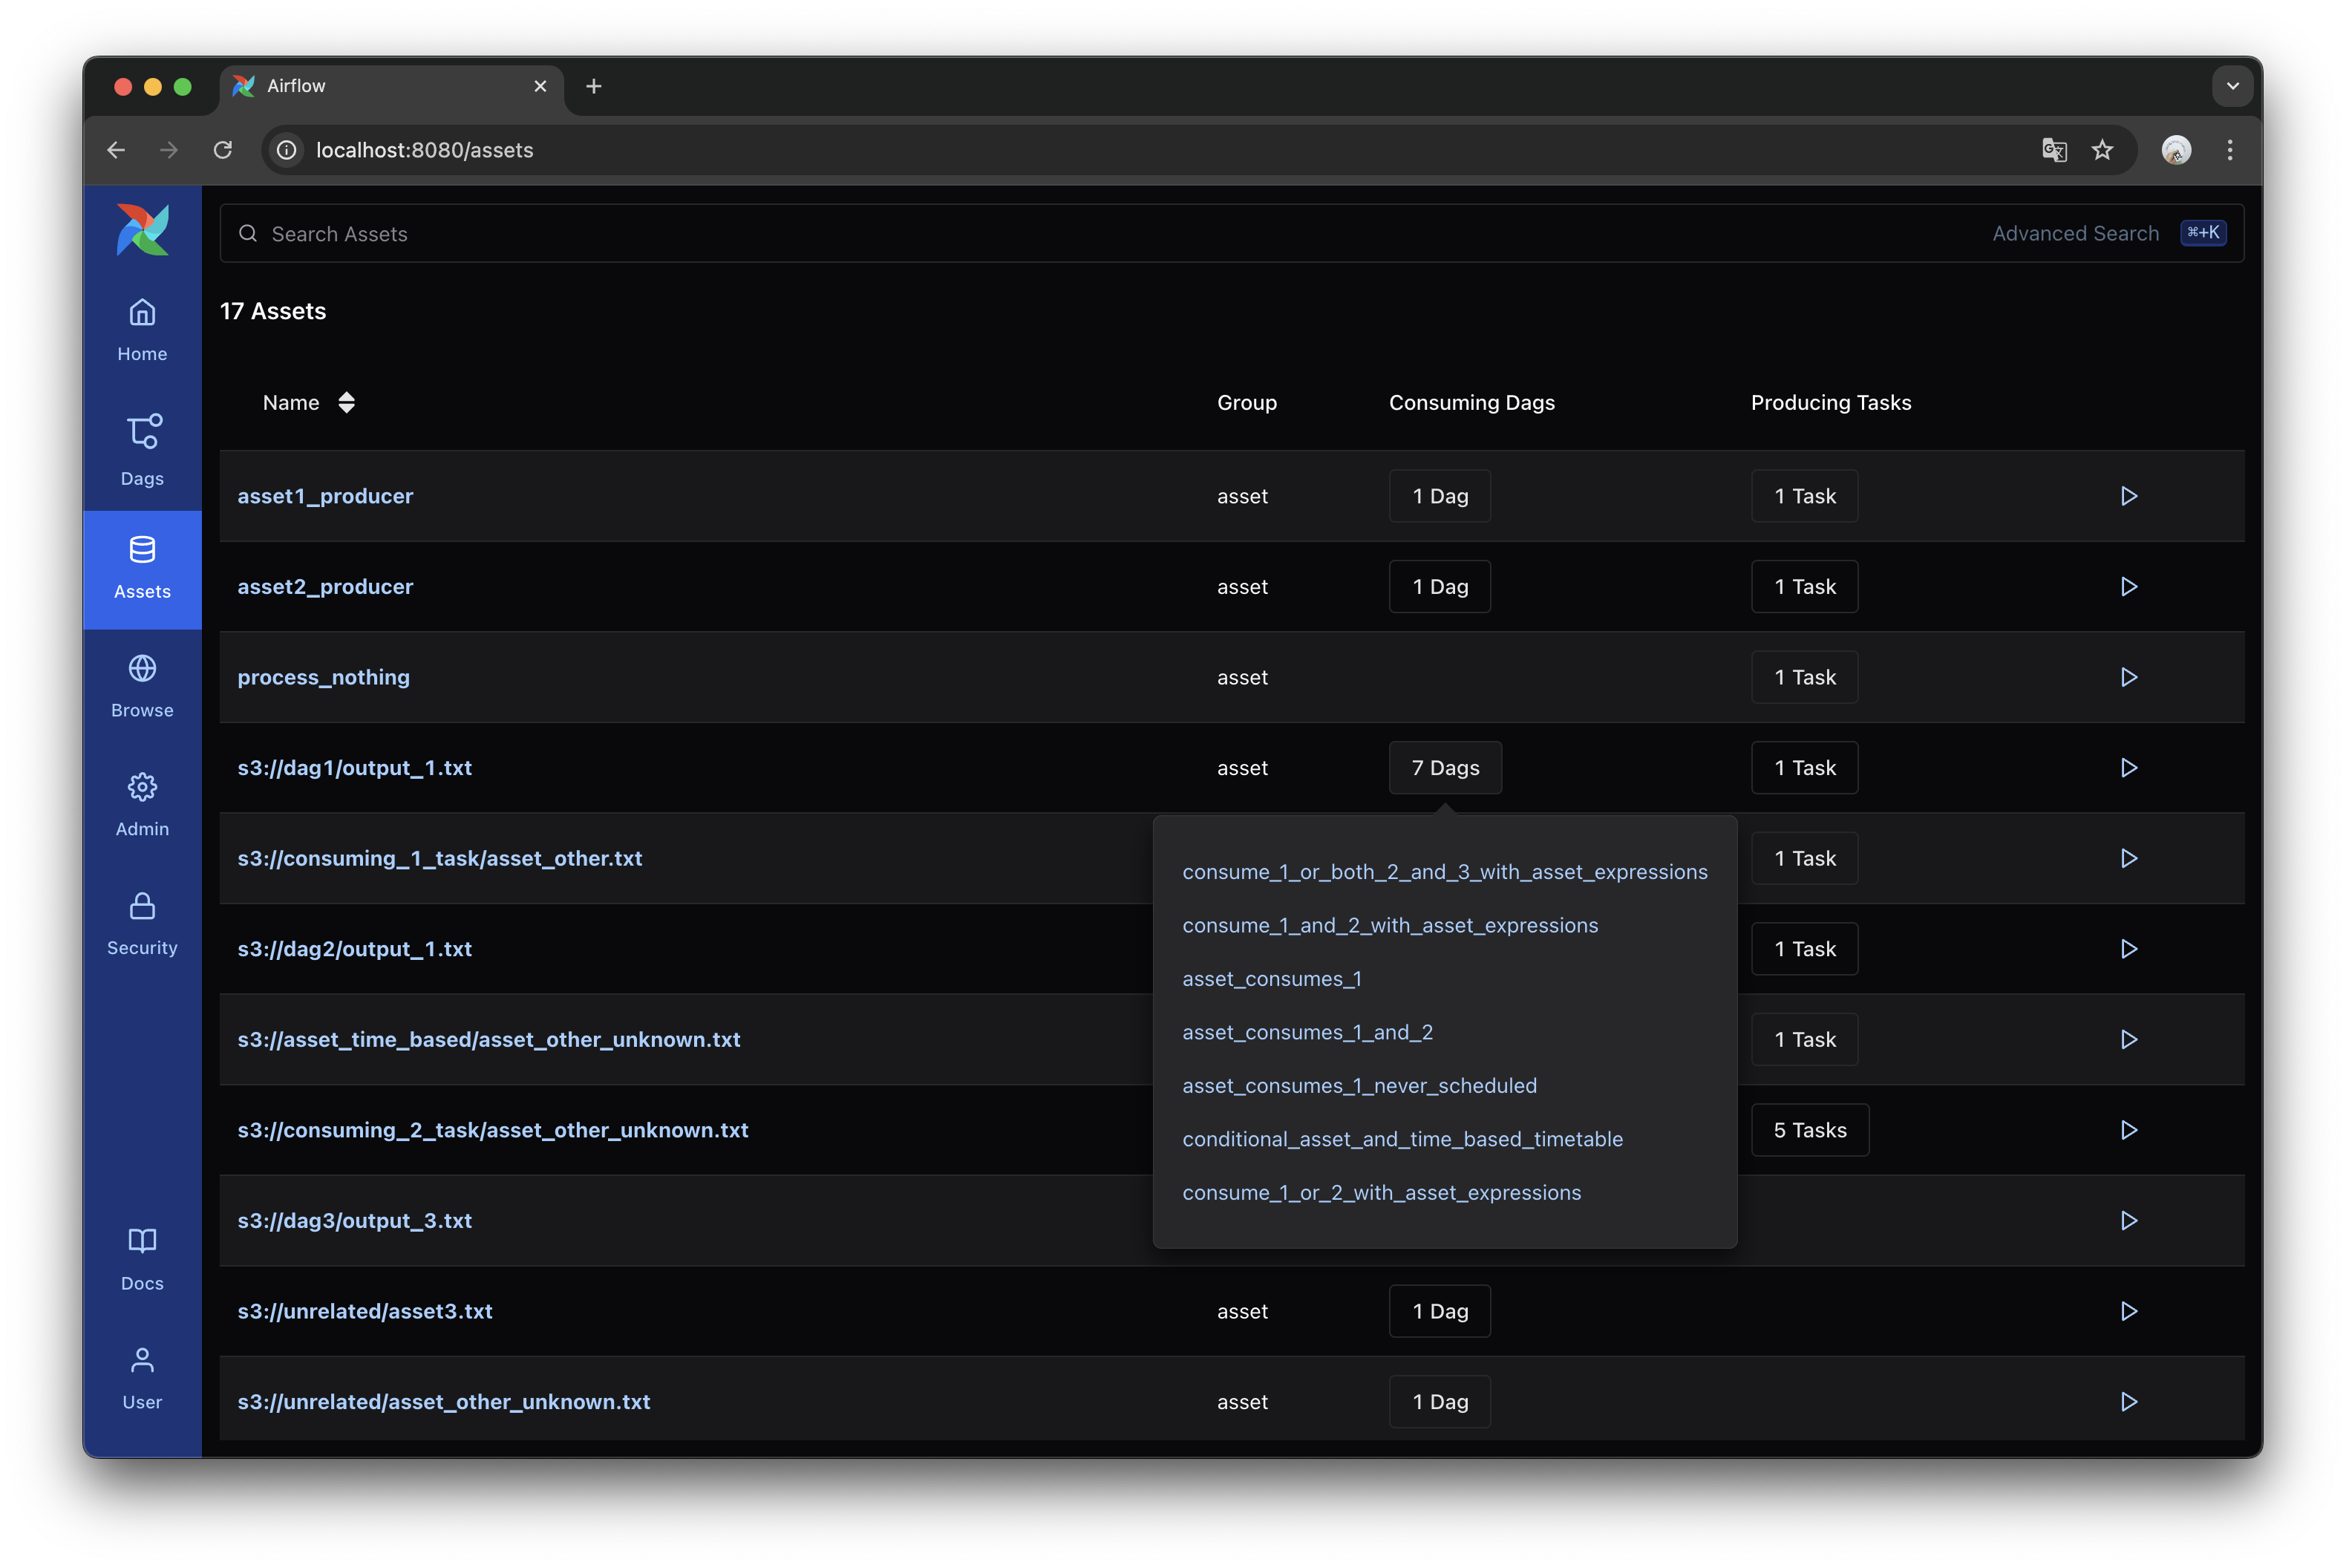 Airflow
localhost:8080/assets
Search Assets
Advanced Search ⌘+K
17 Assets
Home
Name Group Consuming Dags Producing Tasks
Dags
asset1_producer asset 1 Dag 1 Task
asset2_producer asset 1 Dag 1 Task
Assets
process_nothing asset 1 Task
Browse
s3://dag1/output_1.txt asset 7 Dags 1 Task
Admin
s3://consuming_1_task/asset_other.txt 1 Task
consume_1_or_both_2_and_3_with_asset_expressions
consume_1_and_2_with_asset_expressions
Security
s3://dag2/output_1.txt 1 Task
asset_consumes_1
s3://asset_time_based/asset_other_unknown.txt 1 Task
asset_consumes_1_and_2
asset_consumes_1_never_scheduled
s3://consuming_2_task/asset_other_unknown.txt 5 Tasks
conditional_asset_and_time_based_timetable
consume_1_or_2_with_asset_expressions
s3://dag3/output_3.txt
Docs
s3://unrelated/asset3.txt asset 1 Dag
User
s3://unrelated/asset_other_unknown.txt asset 1 Dag